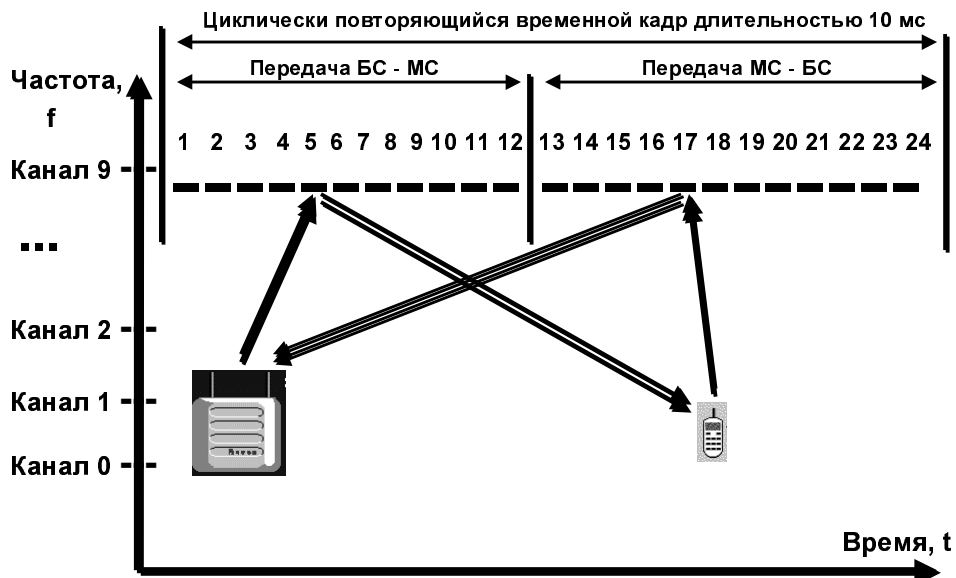 Циклически повторяющийся временной кадр длительностью 10 мс
Передача БС - МС
Передача МС - БС
Частота,
f
1 2 3 4 5 6 7 8 9 10 11 12 13 14 15 16 17 18 19 20 21 22 23 24
Канал 9
...
Канал 2
Канал 1
Канал 0
Время, t